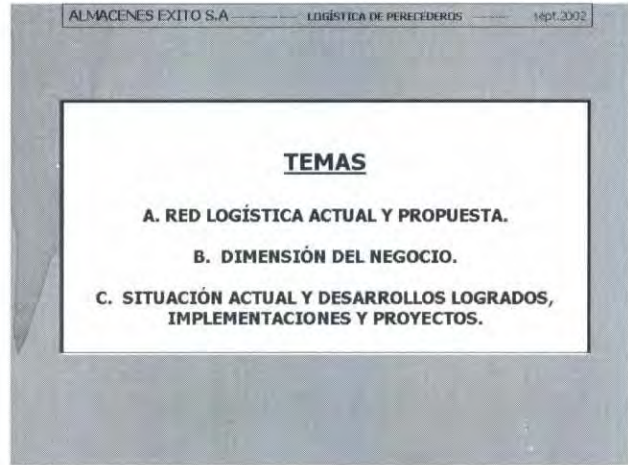 ALMACENES EXITO S.A ---------- LOGÍSTICA DE PERECEDEROS ------ sept.2002
TEMAS
A. RED LOGÍSTICA ACTUAL Y PROPUESTA.
B. DIMENSIÓN DEL NEGOCIO.
C. SITUACIÓN ACTUAL Y DESARROLLOS LOGRADOS,
IMPLEMENTACIONES Y PROYECTOS.